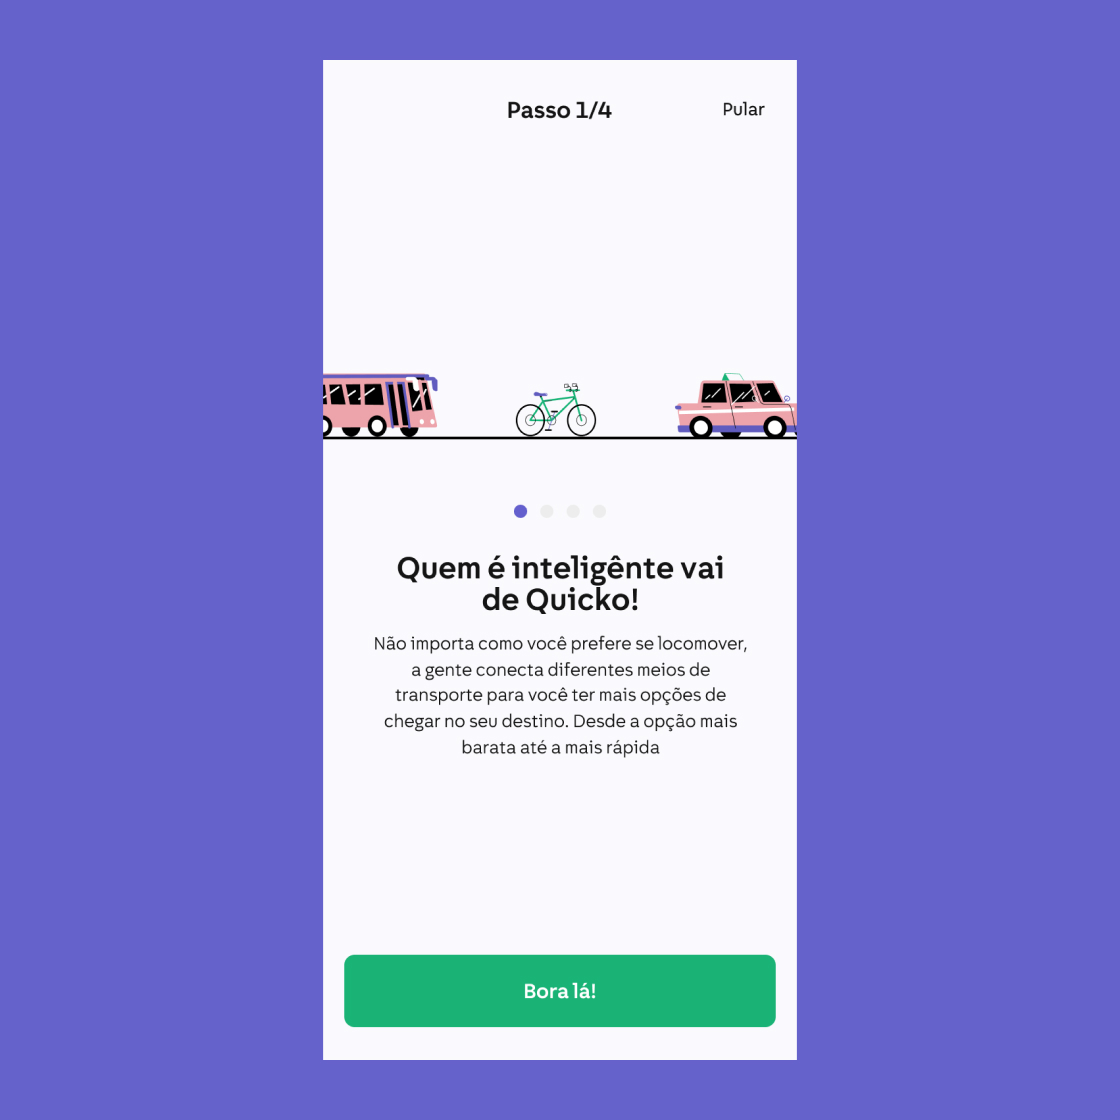 Passo 1/4
Pular
Quem é inteligênte vai
de Quicko!
Não importa como você prefere se locomover,
a gente conecta diferentes meios de
transporte para você ter mais opções de
chegar no seu destino. Desde a opção mais
barata até a mais rápida
Bora lá!